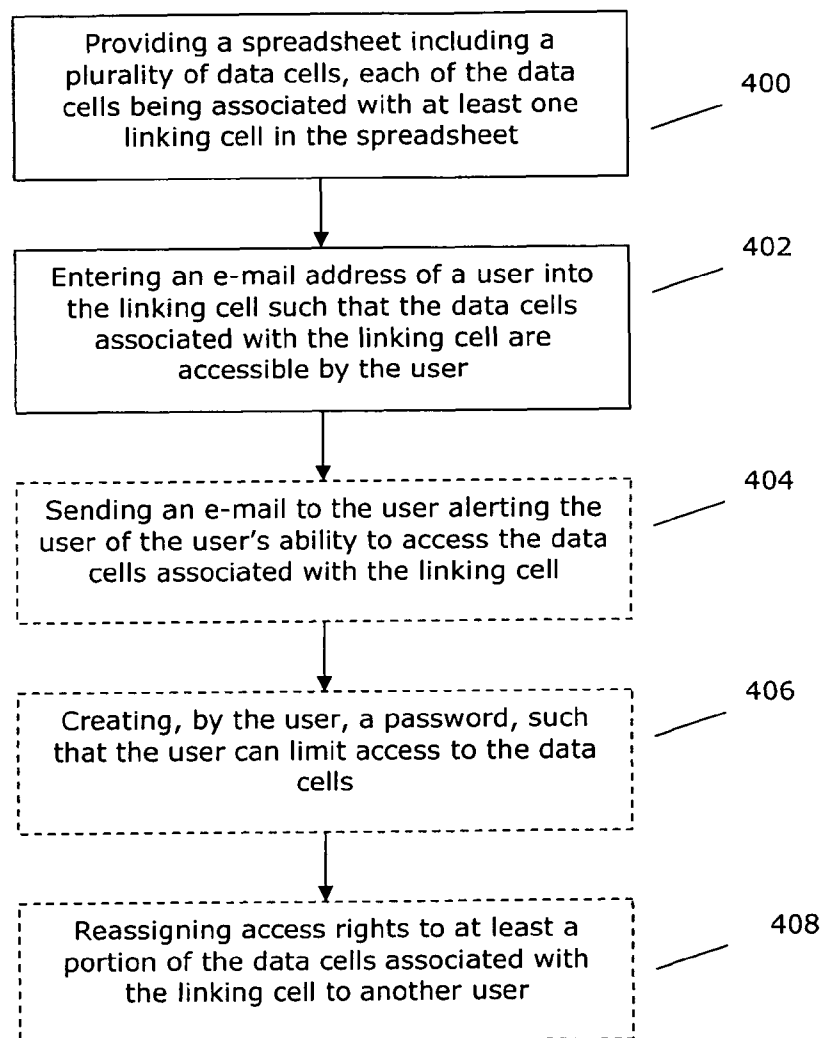 Providing a spreadsheet including a
plurality of data cells, each of the data
cells being associated with at least one
linking cell in the spreadsheet
400
Entering an e-mail address of a user into
the linking cell such that the data cells
associated with the linking cell are
accessible by the user
402
Sending an e-mail to the user alerting the
user of the user's ability to access the data
cells associated with the linking cell
404
Creating, by the user, a password, such
that the user can limit access to the data
cells
406
Reassigning access rights to at least a
portion of the data cells associated with
the linking cell to another user
408